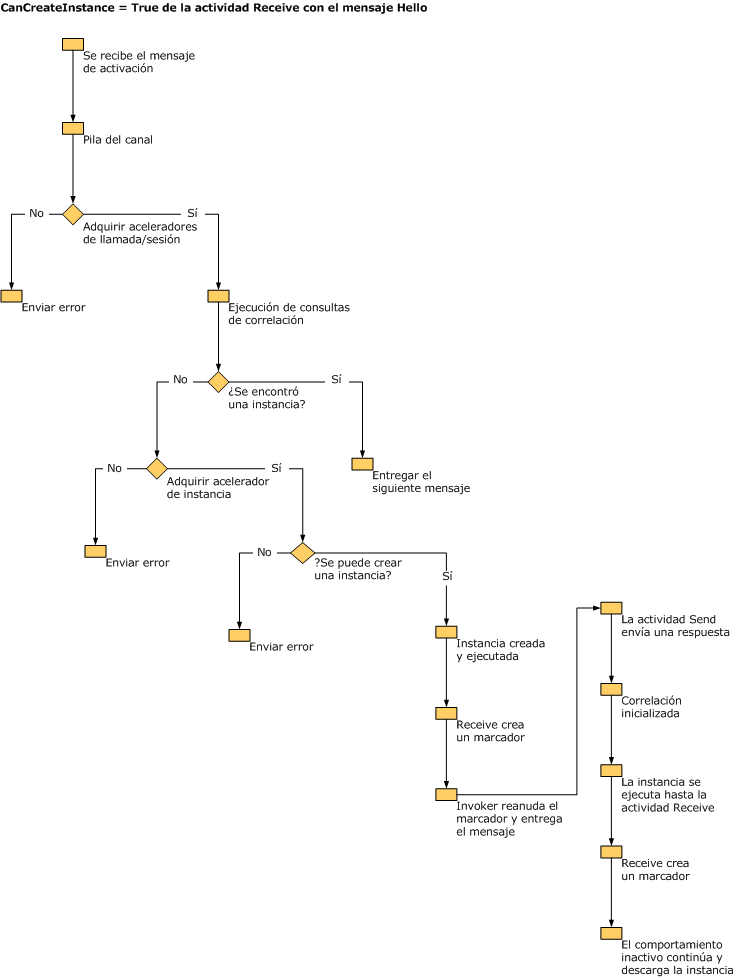 CanCreateInstance = True de la actividad Receive con el mensaje Hello
Se recibe el mensaje
de activación
Pila del canal
No
Sí
Adquirir aceleradores
de llamada/sesión
Enviar error
Ejecución de consultas
de correlación
No
Sí
¿Se encontró
una instancia?
No
Sí
Adquirir acelerador
de instancia
Entregar el
siguiente mensaje
Enviar error
No
?Se puede crear
una instancia?
Sí
Enviar error
Instancia creada
y ejecutada
Receive crea
un marcador
Invoker reanuda el
marcador y entrega
el mensaje
La actividad Send
envía una respuesta
Correlación
inicializada
La instancia se
ejecuta hasta la
actividad Receive
Receive crea
un marcador
El comportamiento
inactivo continúa y
descarga la instancia